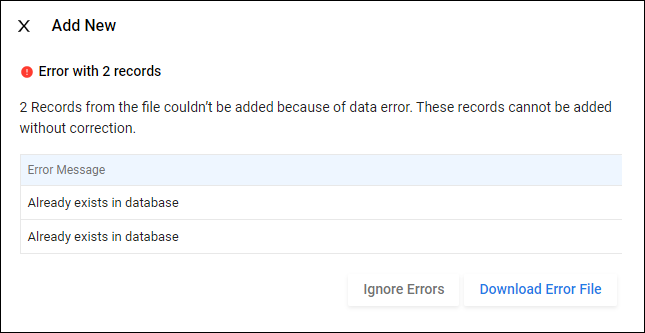 X Add New
Error with 2 records
2 Records from the file couldn't be added because of data error. These records cannot be added
without correction.
Error Message
Already exists in database
Already exists in database
Ignore Errors Download Error File